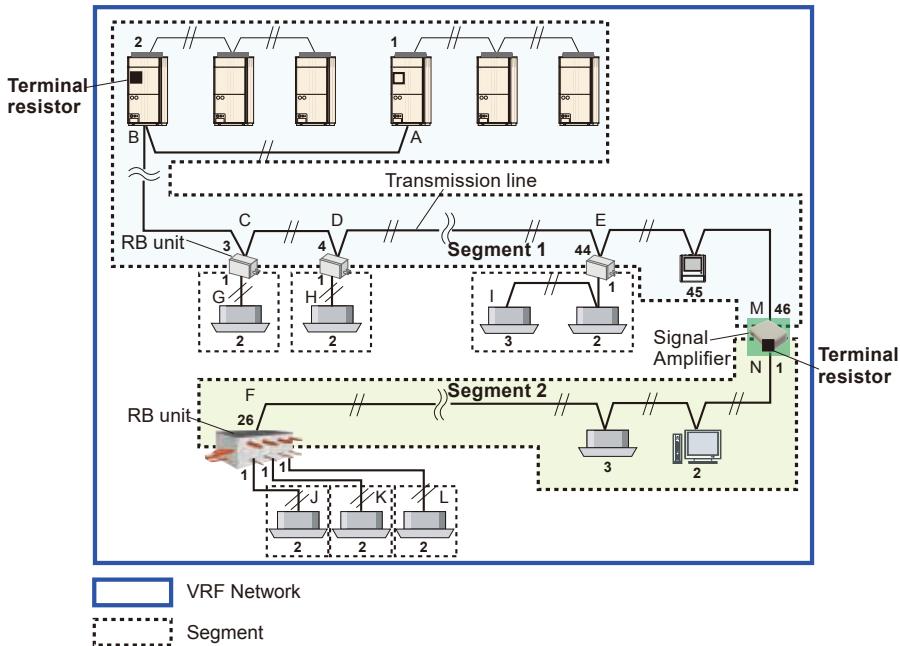 2
1
Terminal
resistor
B
A
Transmission line
C
D
E
RB unit
3
4
44
Segment 1
1
1
1
G
H
I
45
2
2
3
2
M
46
Signal
Amplifier
Terminal
resistor
N
1
Segment 2
F
RB unit
26
3
2
1
1
1
J
K
L
2
2
2
VRF Network
Segment